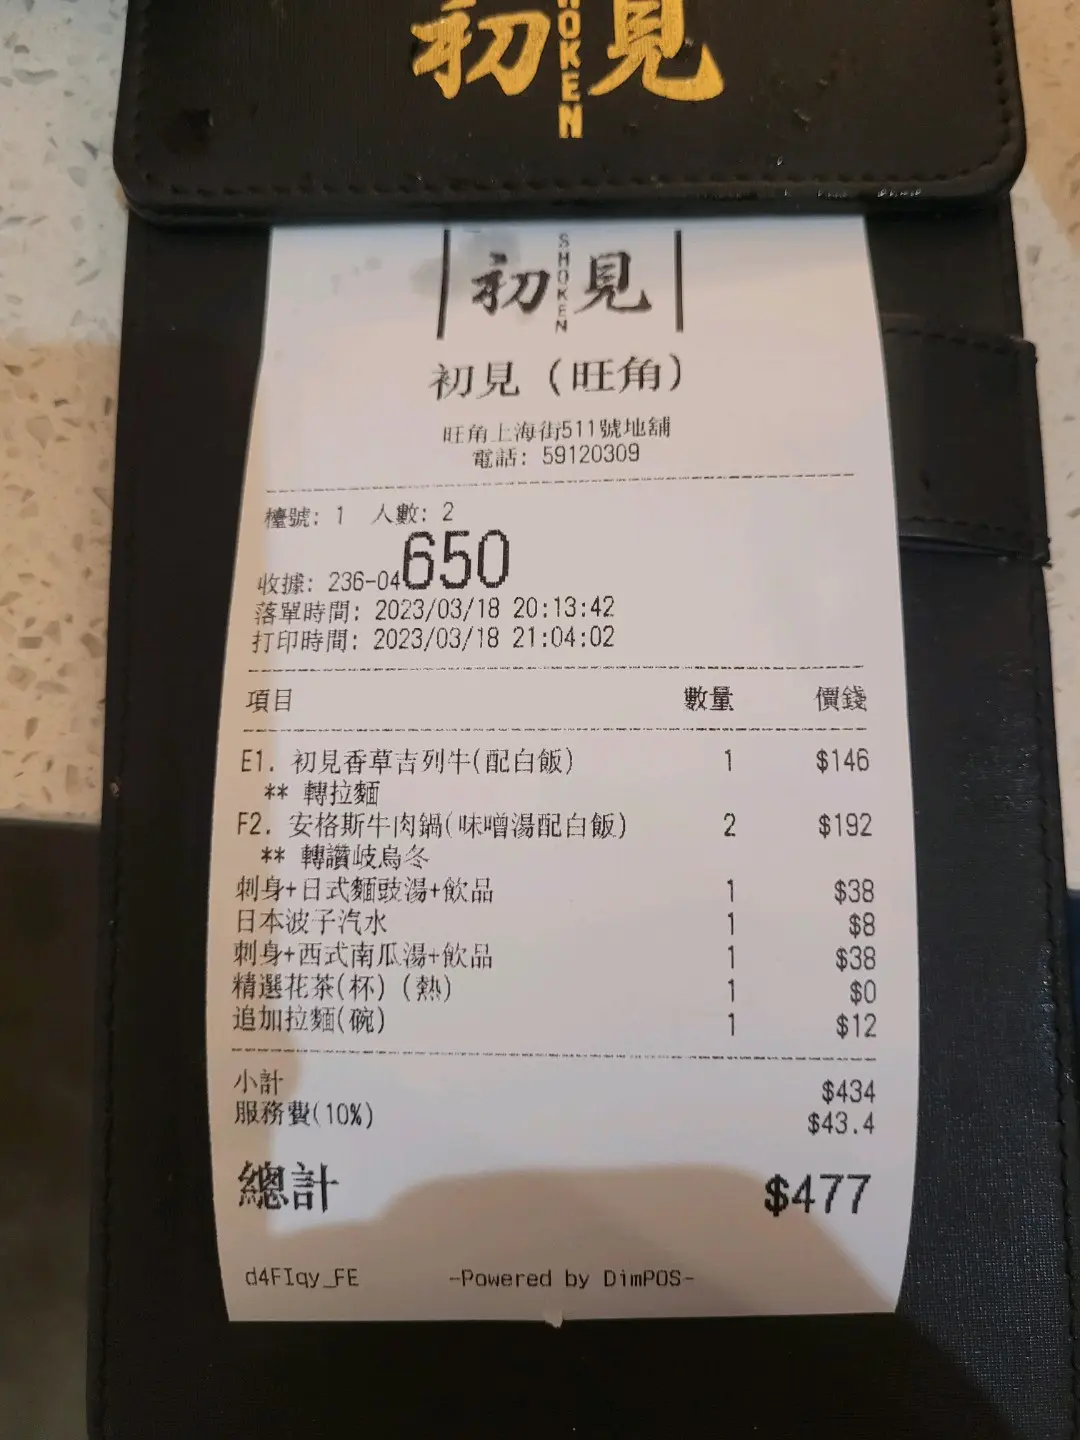 初 SHOKEN 見
初 SHOKEN 見
初見（旺角）
旺角上海街511號地舖
電話: 59120309
檯號: 1 人數: 2
收據: 236-04650
落單時間: 2023/03/18 20:13:42
打印時間: 2023/03/18 21:04:02
項目 數量 價錢
E1. 初見香草吉列牛(配白飯) 1 $146
** 轉拉麵
F2. 安格斯牛肉鍋(味噌湯配白飯) 2 $192
** 轉讚岐烏冬
刺身+日式麵豉湯+飲品 1 $38
日本波子汽水 1 $8
刺身+西式南瓜湯+飲品 1 $38
精選花茶(杯) (熱) 1 $0
追加拉麵(碗) 1 $12
小計 $434
服務費(10%) $43.4
總計 $477
d4FIqy_FE -Powered by DimPOS-